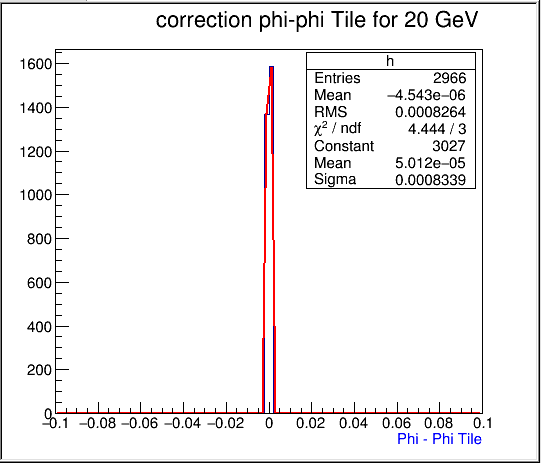 correction phi-phi Tile for 20 GeV
h
Entries 2966
Mean −4.543e−06
RMS 0.0008264
χ² / ndf 4.444 / 3
Constant 3027
Mean 5.012e−05
Sigma 0.0008339
1600
1400
1200
1000
800
600
400
200
0
−0.1 −0.08 −0.06 −0.04 −0.02 0 0.02 0.04 0.06 0.08 0.1
Phi - Phi Tile